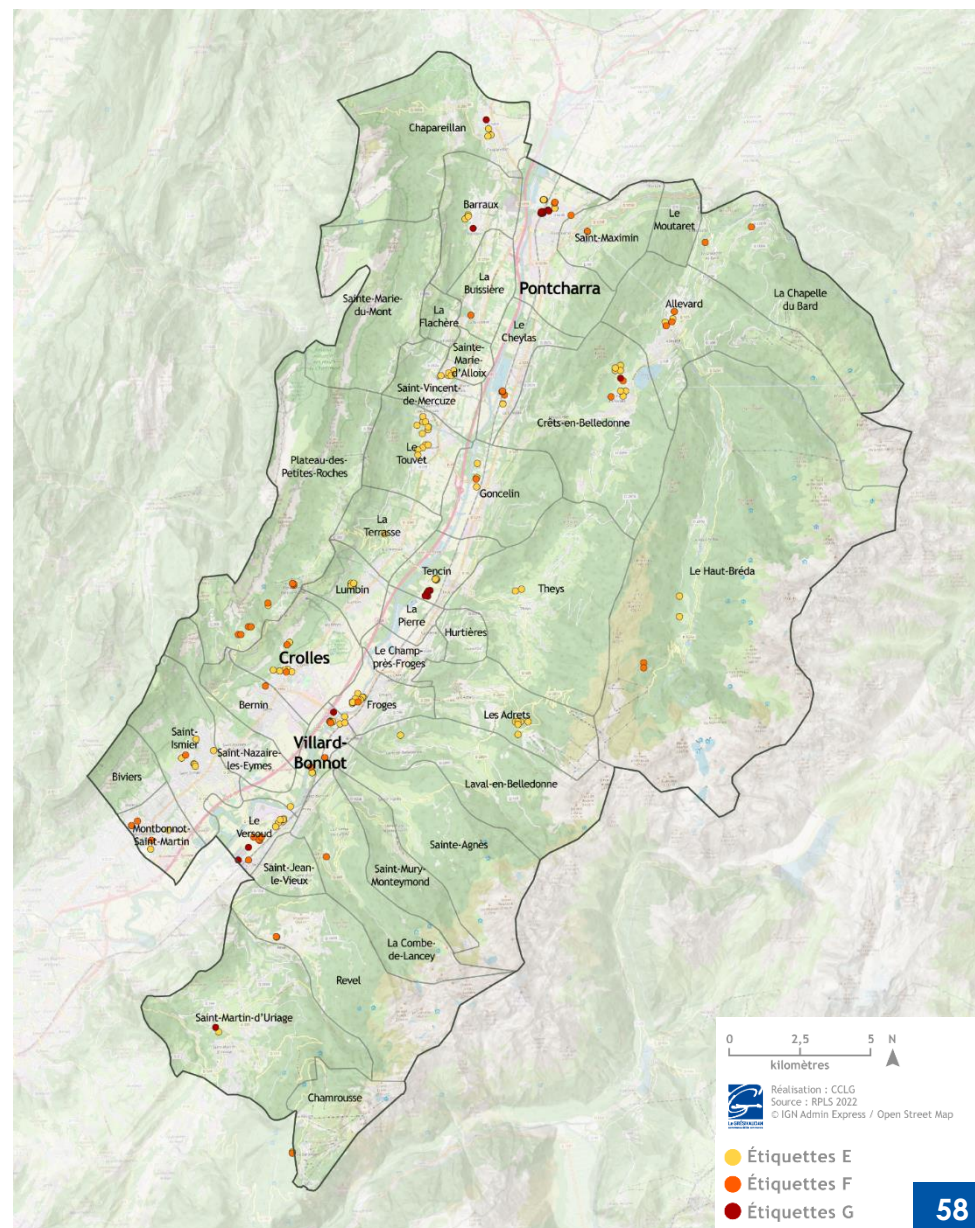 Chapareillan
Barraux
Le
Moutaret
Saint-Maximin
La
Buissière
Pontcharra
La Chapelle
du Bard
Sainte-Marie-
du-Mont
Allevard
La
Flachère
Le
Cheylas
Sainte-
Marie-
d'Alloix
Saint-Vincent-
de-Mercuze
Crêts-en-Belledonne
Le
Touvet
Plateau-des-
Petites-Roches
Goncelin
La
Terrasse
Le Haut-Bréda
Tencin
Lumbin
Theys
La
Pierre
Hurtières
Crolles
Le Champ-
près-Froges
Bernin
Froges
Les Adrets
Saint-
Ismier
Villard-
Bonnot
Saint-Nazaire-
les-Eymes
Biviers
Laval-en-Belledonne
Le
Versoud
Montbonnot-
Saint-Martin
Sainte-Agnès
Saint-Jean-
le-Vieux
Saint-Mury-
Monteymond
La Combe-
de-Lancey
Revel
Saint-Martin-d'Uriage
Chamrousse
0 2,5 5 N
kilomètres
Réalisation : CCLG
Source : RPLS 2022
© IGN Admin Express / Open Street Map
Le GRÉSIVAUDAN
Étiquettes E
Étiquettes F
Étiquettes G
58